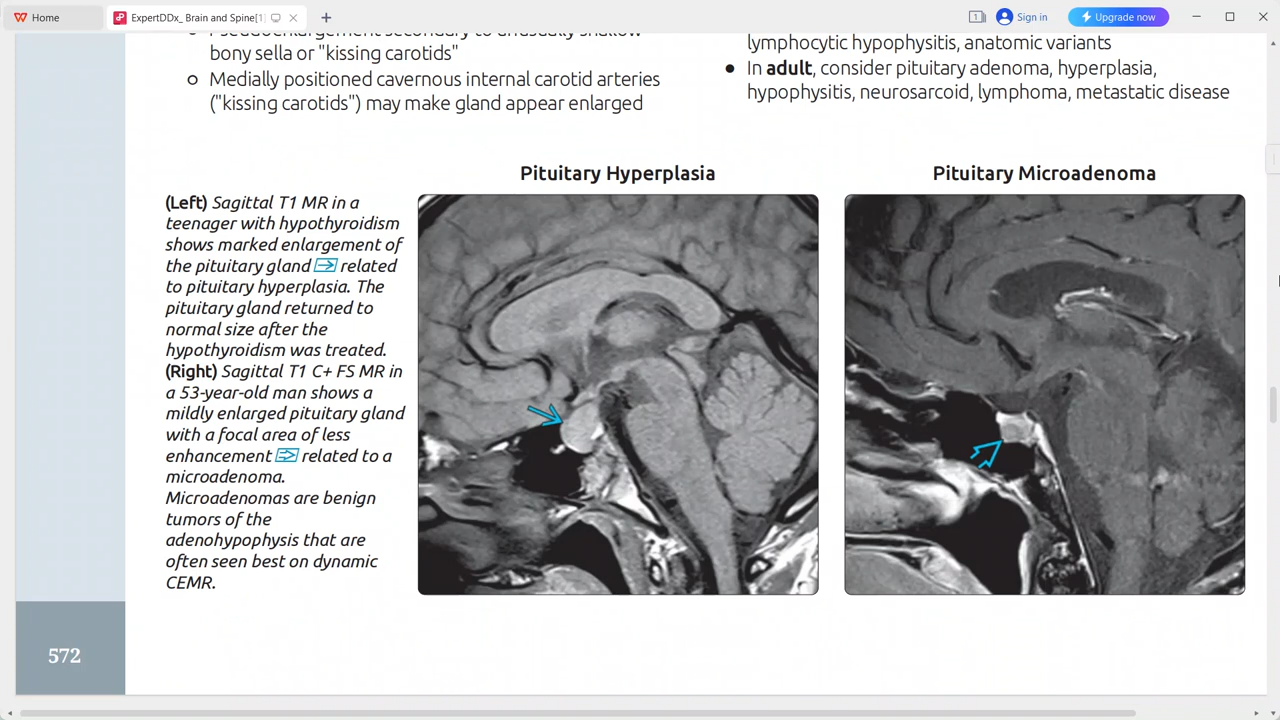 Home
ExpertDDx_ Brain and Spine[1]
Sign in
Upgrade now
bony sella or "kissing carotids"
o Medially positioned cavernous internal carotid arteries
("kissing carotids") may make gland appear enlarged
lymphocytic hypophysitis, anatomic variants
● In adult, consider pituitary adenoma, hyperplasia,
hypophysitis, neurosarcoid, lymphoma, metastatic disease
Pituitary Hyperplasia
Pituitary Microadenoma
(Left) Sagittal T1 MR in a
teenager with hypothyroidism
shows marked enlargement of
the pituitary gland related
to pituitary hyperplasia. The
pituitary gland returned to
normal size after the
hypothyroidism was treated.
(Right) Sagittal T1 C+ FS MR in
a 53-year-old man shows a
mildly enlarged pituitary gland
with a focal area of less
enhancement related to a
microadenoma.
Microadenomas are benign
tumors of the
adenohypophysis that are
often seen best on dynamic
CEMR.
572